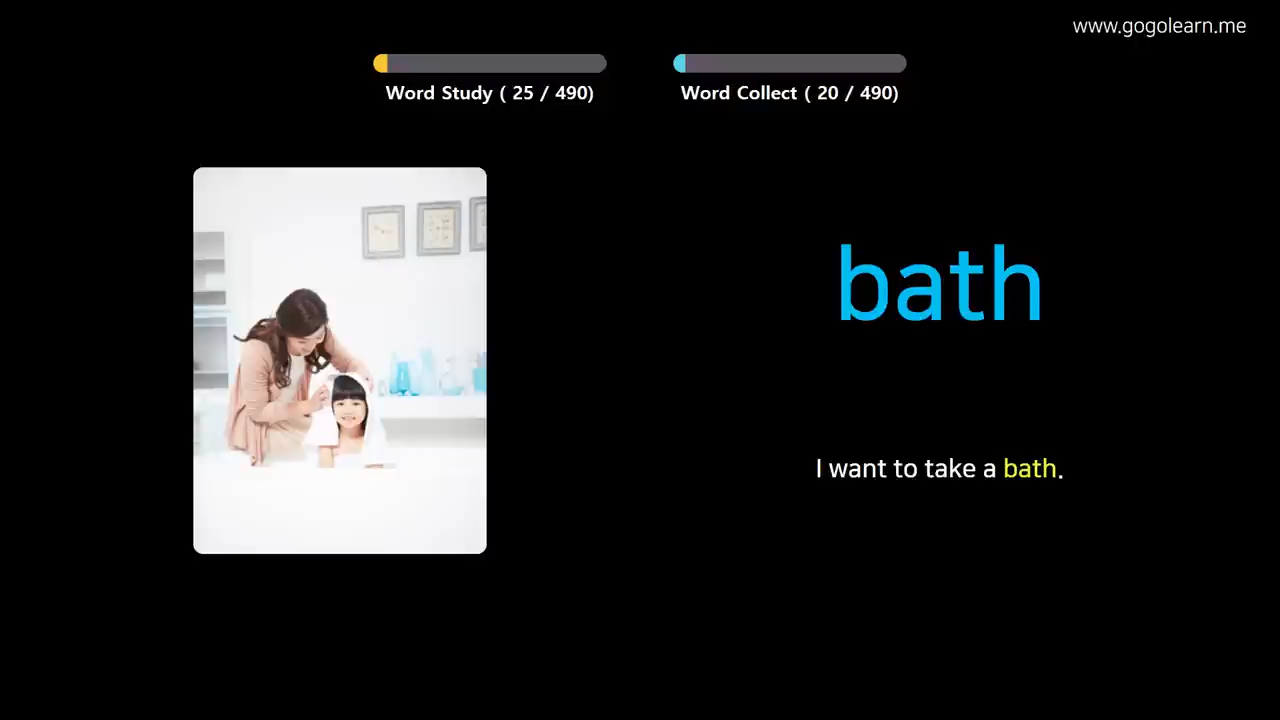 www.gogolearn.me
Word Study ( 25 / 490)
Word Collect ( 20 / 490)
bath
I want to take a bath.